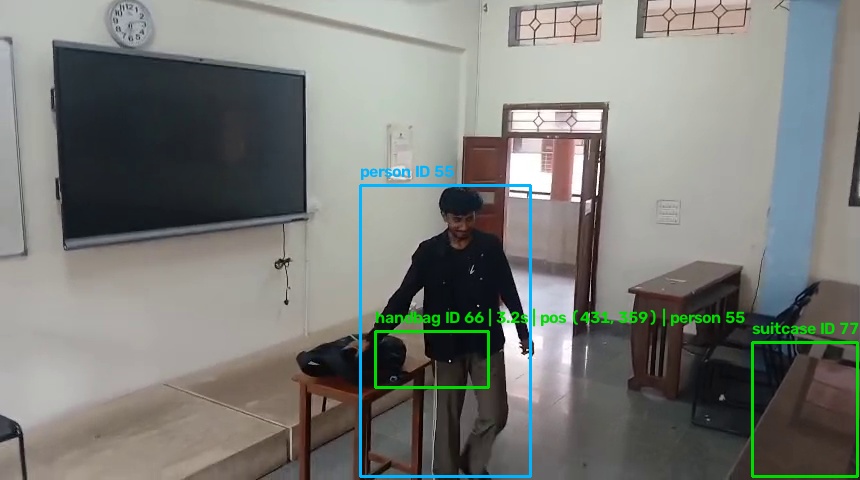 person ID 55
handbag ID 66 | 3.2s | pos (431, 359) | person 55
suitcase ID 77